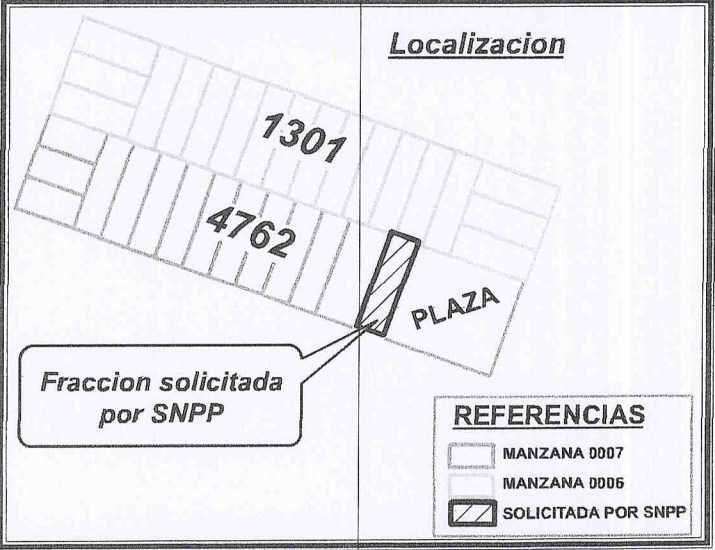 Localizacion
1301
4762
PLAZA
Fraccion solicitada
por SNPP
REFERENCIAS
MANZANA 0007
MANZANA 0006
SOLICITADA POR SNPP